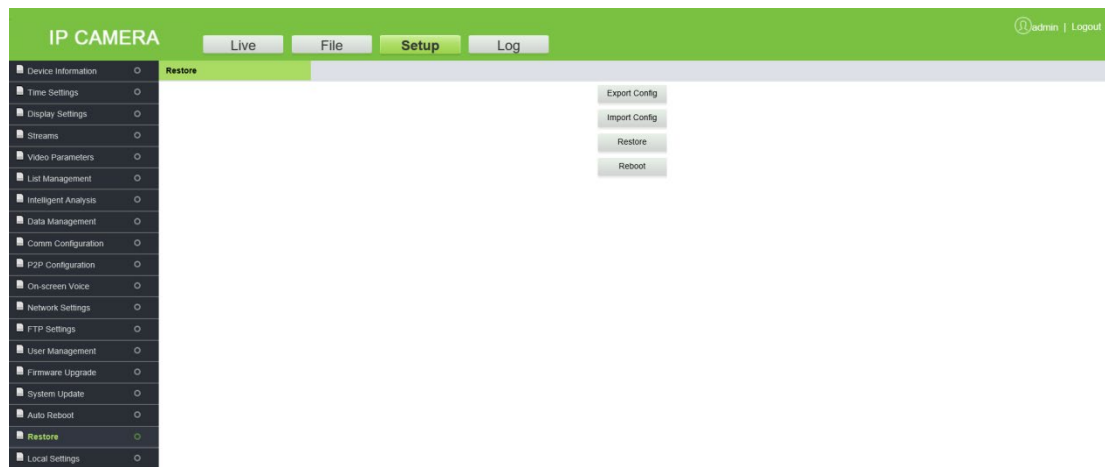 admin | Logout
IP CAMERA
Live
File
Setup
Log
Device Information
Time Settings
Display Settings
Streams
Video Parameters
List Management
Intelligent Analysis
Data Management
Comm Configuration
P2P Configuration
On-screen Voice
Network Settings
FTP Settings
User Management
Firmware Upgrade
System Update
Auto Reboot
Restore
Local Settings
Restore
Export Config
Import Config
Restore
Reboot